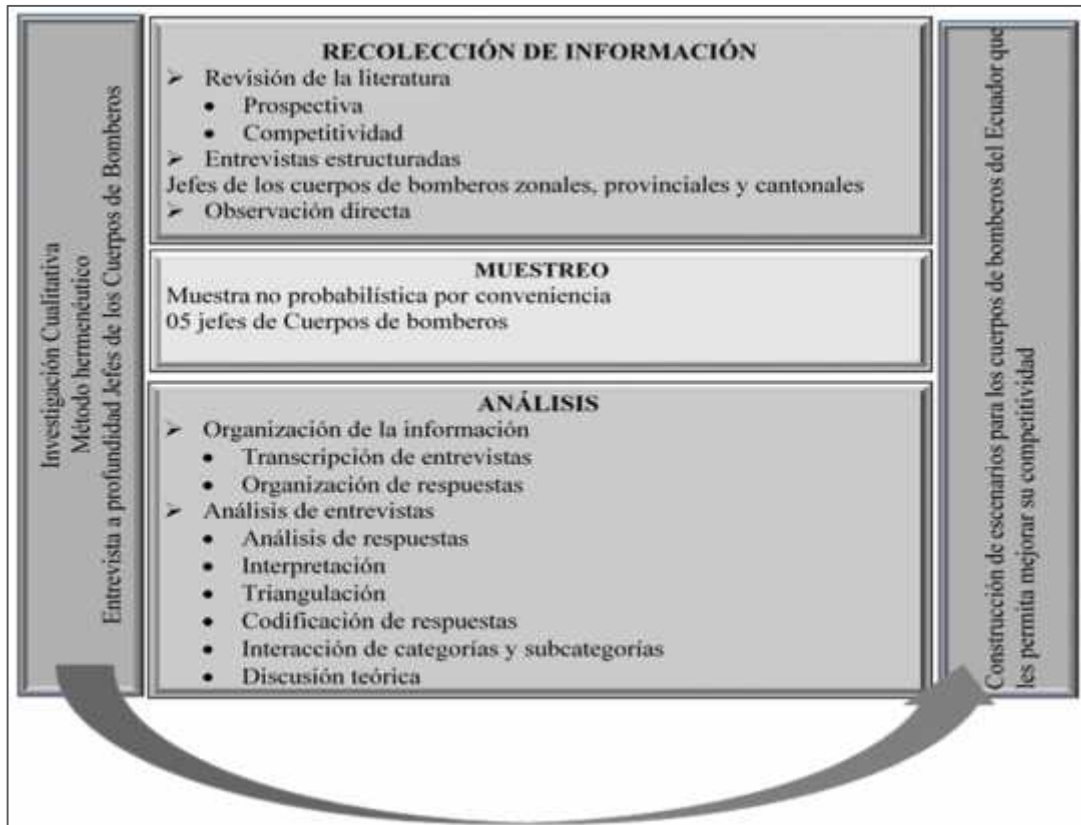 Investigación Cualitativa
Método hermenéutico
Entrevista a profundidad Jefes de los Cuerpos de Bomberos
RECOLECCIÓN DE INFORMACIÓN
➢ Revisión de la literatura
• Prospectiva
• Competitividad
➢ Entrevistas estructuradas
Jefes de los cuerpos de bomberos zonales, provinciales y cantonales
➢ Observación directa
MUESTREO
Muestra no probabilística por conveniencia
05 jefes de Cuerpos de bomberos
ANÁLISIS
➢ Organización de la información
• Transcripción de entrevistas
• Organización de respuestas
➢ Análisis de entrevistas
• Análisis de respuestas
• Interpretación
• Triangulación
• Codificación de respuestas
• Interacción de categorías y subcategorías
• Discusión teórica
Construcción de escenarios para los cuerpos de bomberos del Ecuador que
les permita mejorar su competitividad